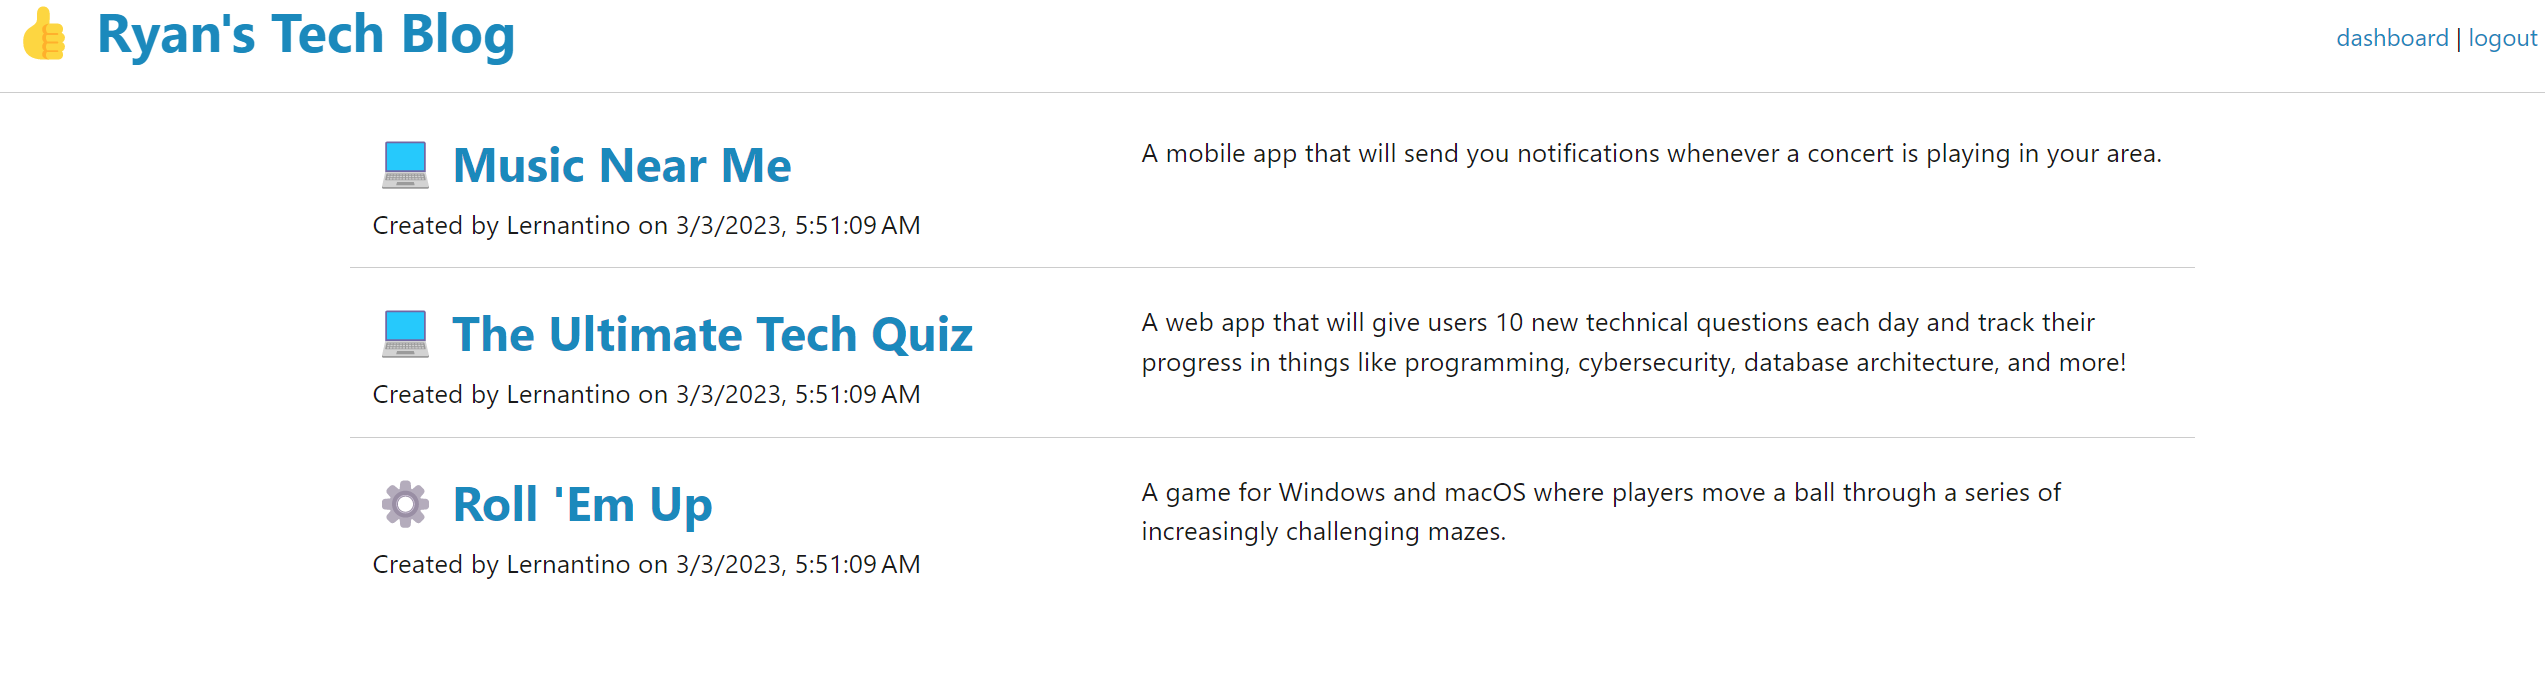 Ryan's Tech Blog
dashboard | logout
Music Near Me
Created by Lernantino on 3/3/2023, 5:51:09 AM
A mobile app that will send you notifications whenever a concert is playing in your area.
The Ultimate Tech Quiz
Created by Lernantino on 3/3/2023, 5:51:09 AM
A web app that will give users 10 new technical questions each day and track their
progress in things like programming, cybersecurity, database architecture, and more!
Roll 'Em Up
Created by Lernantino on 3/3/2023, 5:51:09 AM
A game for Windows and macOS where players move a ball through a series of
increasingly challenging mazes.